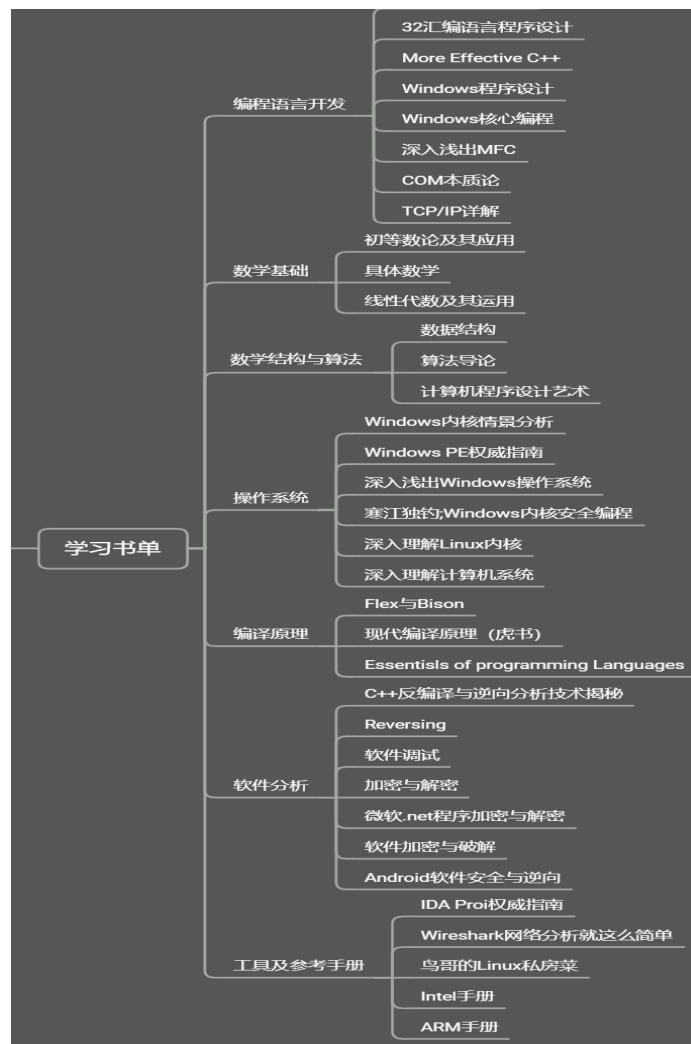 32汇编语言程序设计
More Effective C++
Windows程序设计
编程语言开发
Windows核心编程
深入浅出MFC
COM本质论
TCP/IP详解
初等数论及其应用
数学基础
具体数学
线性代数及其运用
数据结构
数学结构与算法
算法导论
计算机程序设计艺术
Windows内核情景分析
Windows PE权威指南
深入浅出Windows操作系统
操作系统
寒江独钓;Windows内核安全编程
学习书单
深入理解Linux内核
深入理解计算机系统
Flex与Bison
编译原理
现代编译原理（虎书）
Essentisls of programming Languages
C++反编译与逆向分析技术揭秘
Reversing
软件调试
软件分析
加密与解密
微软.net程序加密与解密
软件加密与破解
Android软件安全与逆向
IDA Proi权威指南
Wireshark网络分析就这么简单
工具及参考手册
鸟哥的Linux私房菜
Intel手册
ARM手册